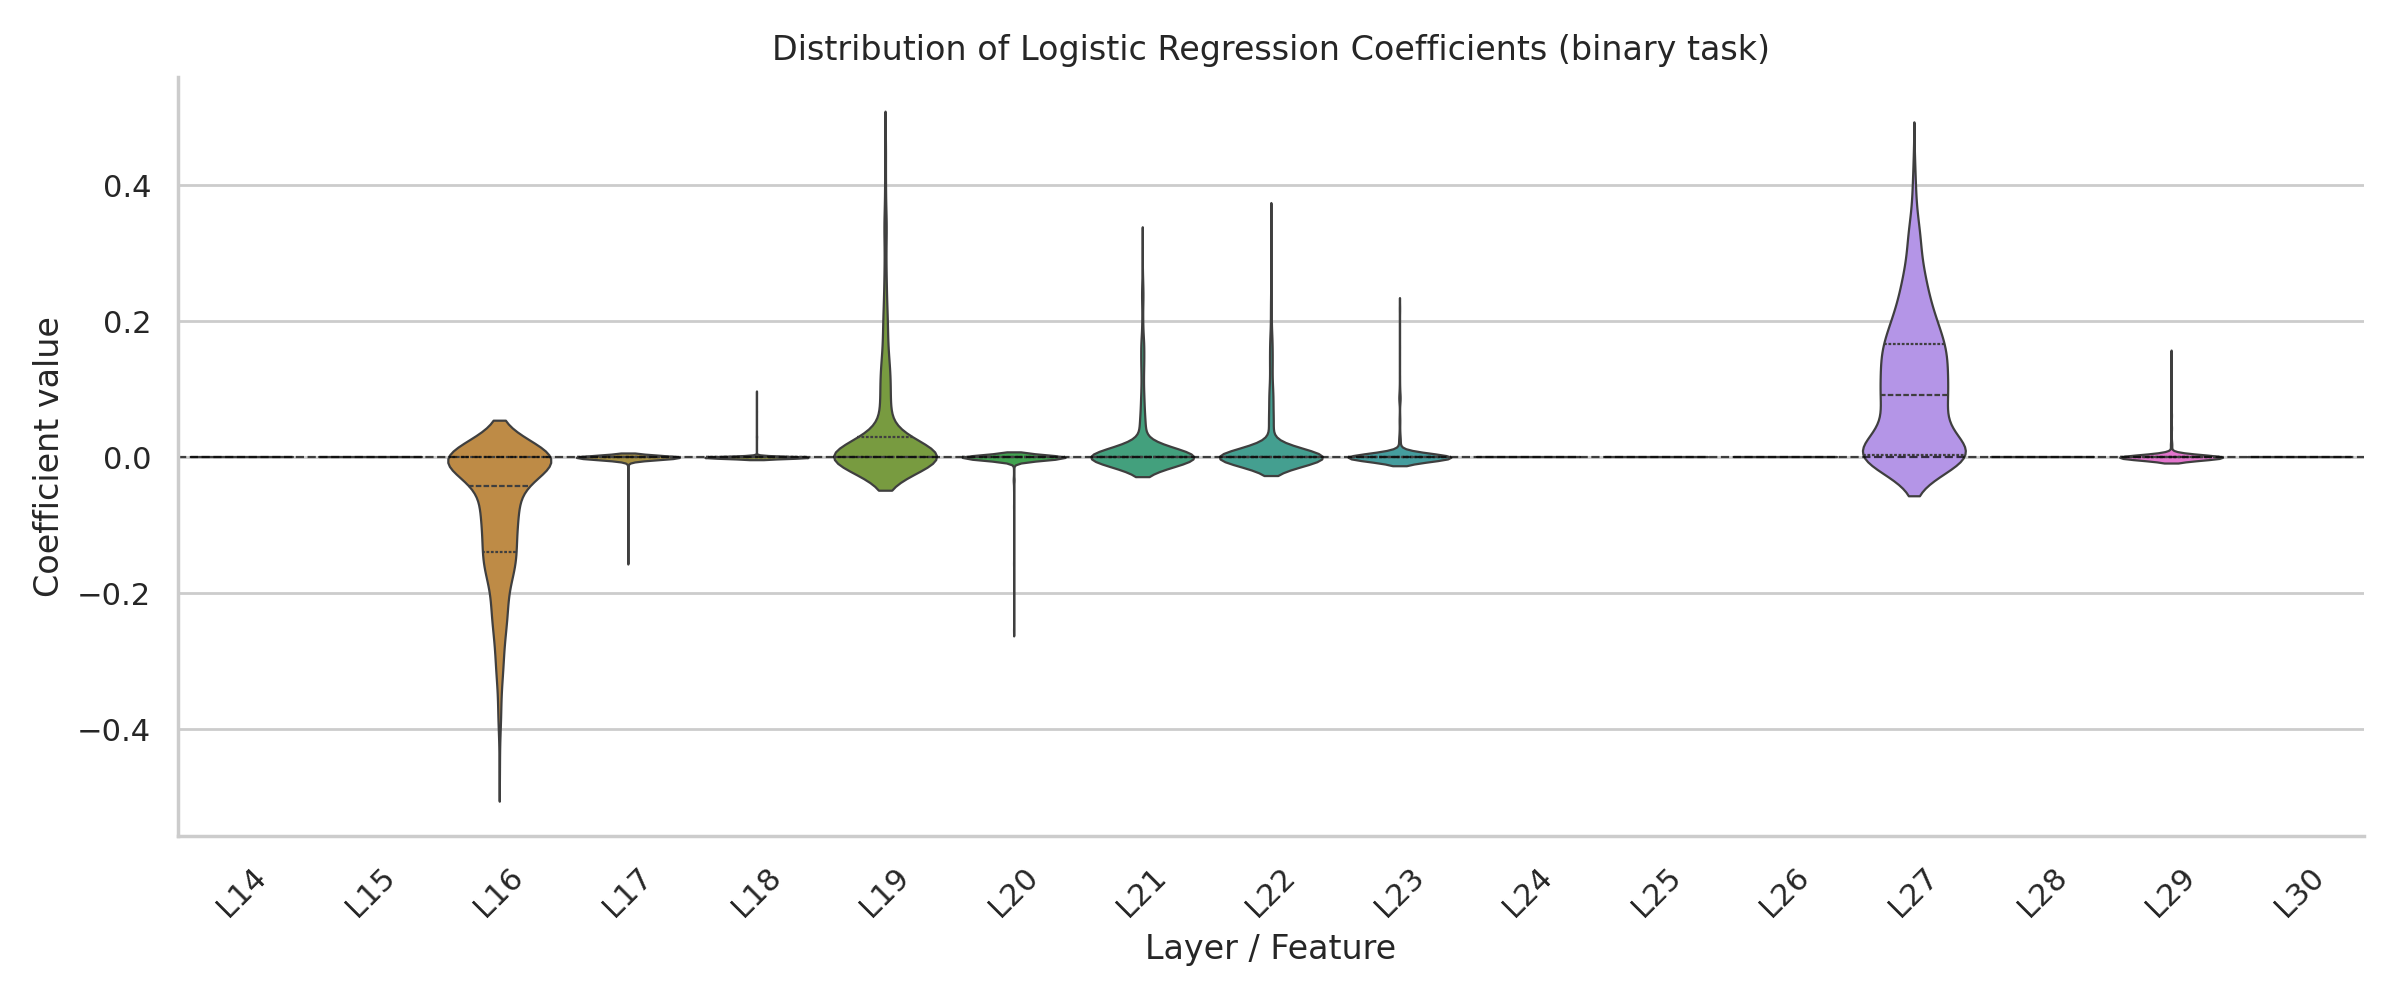 Distribution of Logistic Regression Coefficients (binary task)
Coefficient value
0.4
0.2
0.0
−0.2
−0.4
L14 L15 L16 L17 L18 L19 L20 L21 L22 L23 L24 L25 L26 L27 L28 L29 L30
Layer / Feature